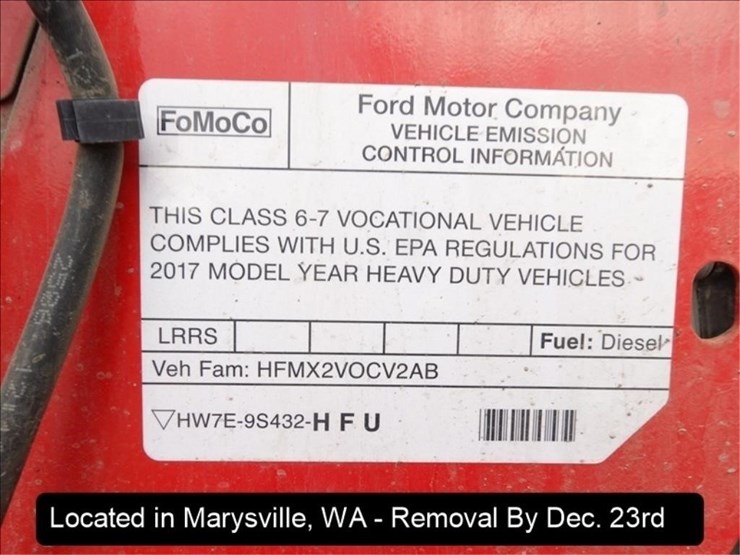 FoMoCo
Ford Motor Company
VEHICLE EMISSION
CONTROL INFORMATION
THIS CLASS 6-7 VOCATIONAL VEHICLE
COMPLIES WITH U.S. EPA REGULATIONS FOR
2017 MODEL YEAR HEAVY DUTY VEHICLES
LRRS
Fuel: Diesel
Veh Fam: HFMX2VOCV2AB
▽HW7E-9S432-H F U
Located in Marysville, WA - Removal By Dec. 23rd